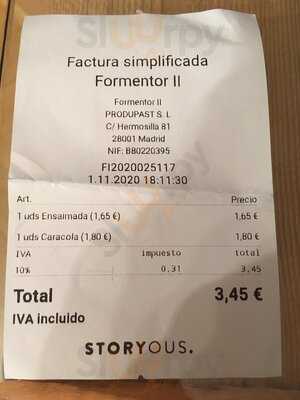 Factura simplificada
Formentor II
Formentor II
PRODUPAST S. L
C/ Hermosilla 81
28001 Madrid
NIF: B80220395
FI2020025117
1.11.2020 18:11:30
Art. Precio
1 uds Ensaimada (1,65 €) 1,65 €
1 uds Caracola (1,80 €) 1,80 €
IVA impuesto total
10% 0.31 3.45
Total 3,45 €
IVA incluido
STORYOUS.